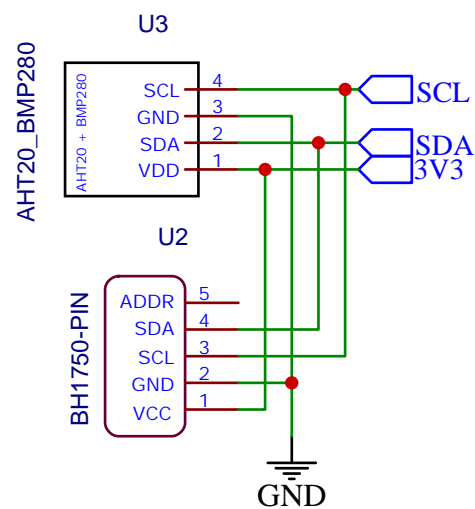 U3
AHT20_BMP280
AHT20 + BMP280
SCL 4
GND 3
SDA 2
VDD 1
SCL
SDA
3V3
U2
BH1750-PIN
ADDR 5
SDA 4
SCL 3
GND 2
VCC 1
GND